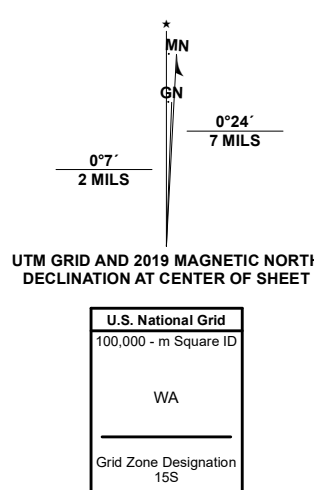 MN
GN
0°24´
7 MILS
0°7´
2 MILS
UTM GRID AND 2019 MAGNETIC NORTH
DECLINATION AT CENTER OF SHEET
U.S. National Grid
100,000 - m Square ID
WA
Grid Zone Designation
15S